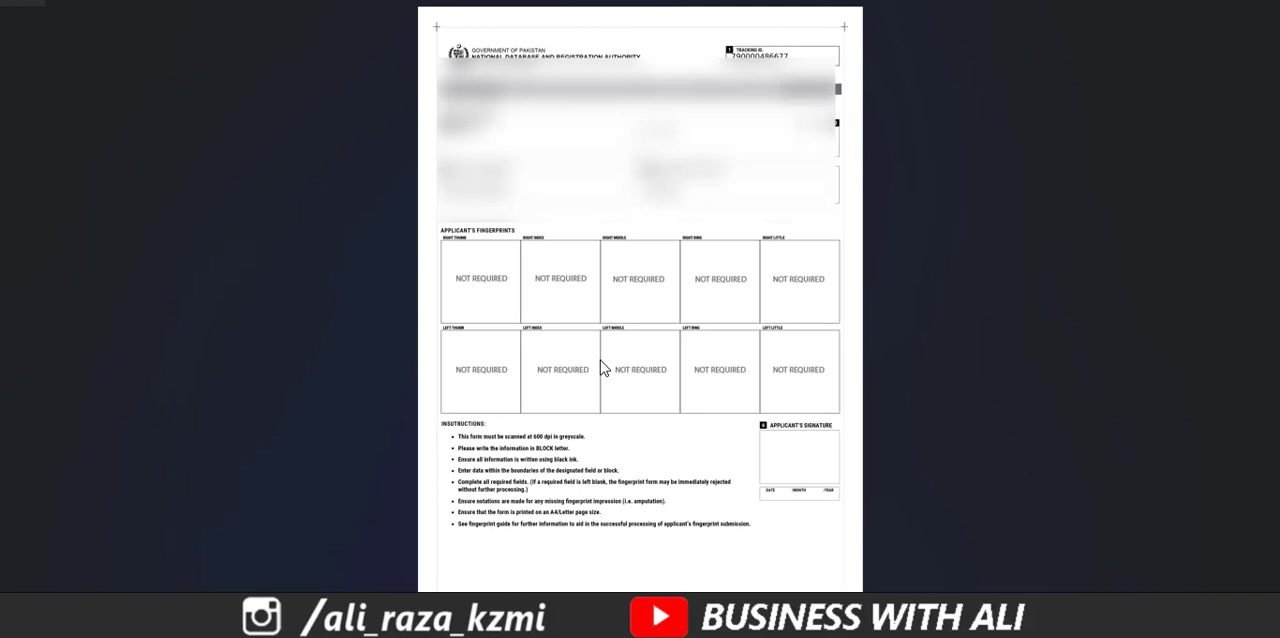 GOVERNMENT OF PAKISTAN
NATIONAL DATABASE AND REGISTRATION AUTHORITY
1 TRACKING ID.
790000486677
APPLICANT'S FINGERPRINTS
RIGHT THUMB RIGHT INDEX RIGHT MIDDLE RIGHT RING RIGHT LITTLE
NOT REQUIRED NOT REQUIRED NOT REQUIRED NOT REQUIRED NOT REQUIRED
LEFT THUMB LEFT INDEX LEFT MIDDLE LEFT RING LEFT LITTLE
NOT REQUIRED NOT REQUIRED NOT REQUIRED NOT REQUIRED NOT REQUIRED
INSUTRUCTIONS:
• This form must be scanned at 600 dpi in greyscale.
• Please write the information in BLOCK letter.
• Ensure all information is written using black ink.
• Enter data within the boundaries of the designated field or block.
• Complete all required fields. (If a required field is left blank, the fingerprint form may be immediately rejected
without further processing.)
• Ensure notations are made for any missing fingerprint impression (i.e. amputation).
• Ensure that the form is printed on an A4/Letter page size.
• See fingerprint guide for further information to aid in the successful processing of applicant's fingerprint submission.
APPLICANT'S SIGNATURE
DATE /MONTH /YEAR
/ali_raza_kzmi
BUSINESS WITH ALI